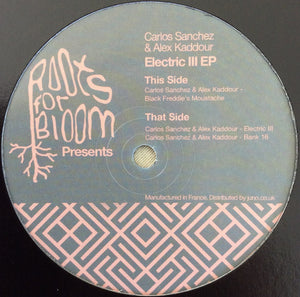 ROOTS
FOR
BLOOM
Presents
Carlos Sanchez
& Alex Kaddour
Electric III EP
This Side
Carlos Sanchez & Alex Kaddour -
Black Freddie's Moustache
That Side
Carlos Sanchez & Alex Kaddour - Electric III
Carlos Sanchez & Alex Kaddour - Bank 16
Manufactured in France, Distributed by juno.co.uk